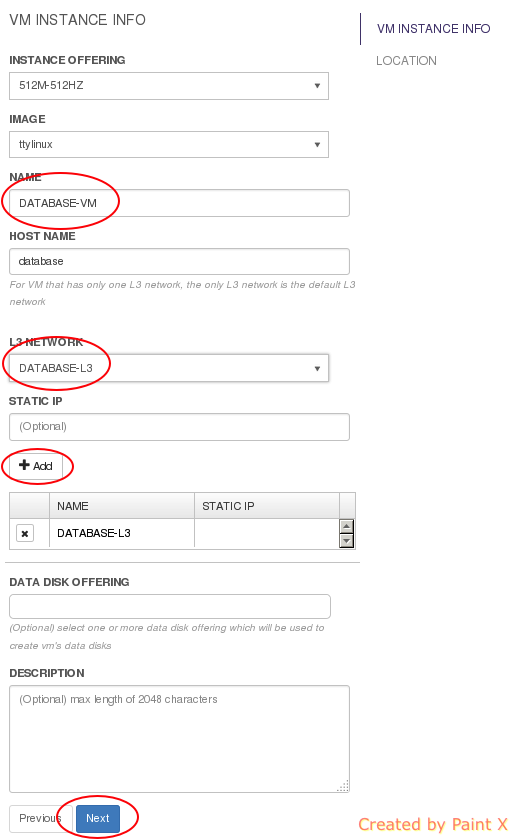 VM INSTANCE INFO
VM INSTANCE INFO
LOCATION
INSTANCE OFFERING
512M-512HZ
IMAGE
ttylinux
NAME
DATABASE-VM
HOST NAME
database
For VM that has only one L3 network, the only L3 network is the default L3
network
L3 NETWORK
DATABASE-L3
STATIC IP
(Optional)
Add
NAME STATIC IP
DATABASE-L3
DATA DISK OFFERING
(Optional) select one or more data disk offering which will be used to
create vm's data disks
DESCRIPTION
(Optional) max length of 2048 characters
Previous Next
Created by Paint X